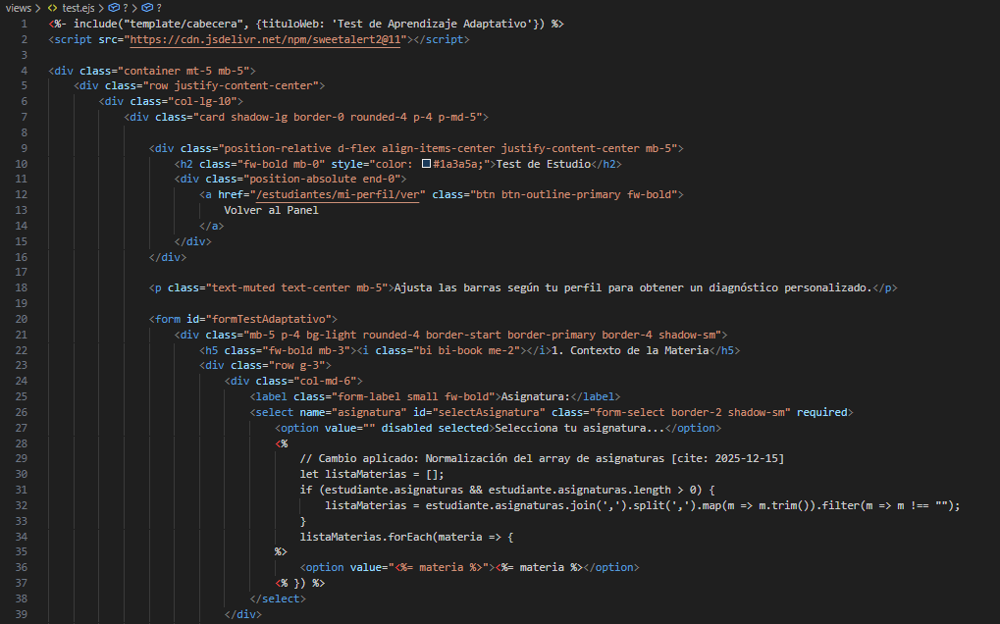 views > <> test.ejs > ? > ?
1 <%- include("template/cabecera", {tituloWeb: 'Test de Aprendizaje Adaptativo'}) %>
2 <script src="https://cdn.jsdelivr.net/npm/sweetalert2@11"></script>
3
4 <div class="container mt-5 mb-5">
5 <div class="row justify-content-center">
6 <div class="col-lg-10">
7 <div class="card shadow-lg border-0 rounded-4 p-4 p-md-5">
8
9 <div class="position-relative d-flex align-items-center justify-content-center mb-5">
10 <h2 class="fw-bold mb-0" style="color: #1a3a5a;">Test de Estudio</h2>
11 <div class="position-absolute end-0">
12 <a href="/estudiantes/mi-perfil/ver" class="btn btn-outline-primary fw-bold">
13 Volver al Panel
14 </a>
15 </div>
16 </div>
17
18 <p class="text-muted text-center mb-5">Ajusta las barras según tu perfil para obtener un diagnóstico personalizado.</p>
19
20 <form id="formTestAdaptativo">
21 <div class="mb-5 p-4 bg-light rounded-4 border-start border-primary border-4 shadow-sm">
22 <h5 class="fw-bold mb-3"><i class="bi bi-book me-2"></i>1. Contexto de la Materia</h5>
23 <div class="row g-3">
24 <div class="col-md-6">
25 <label class="form-label small fw-bold">Asignatura:</label>
26 <select name="asignatura" id="selectAsignatura" class="form-select border-2 shadow-sm" required>
27 <option value="" disabled selected>Selecciona tu asignatura...</option>
28 <%
29 // Cambio aplicado: Normalización del array de asignaturas [cite: 2025-12-15]
30 let listaMaterias = [];
31 if (estudiante.asignaturas && estudiante.asignaturas.length > 0) {
32 listaMaterias = estudiante.asignaturas.join(',').split(',').map(m => m.trim()).filter(m => m !== "");
33 }
34 listaMaterias.forEach(materia => {
35 %>
36 <option value="<%= materia %>"><%= materia %></option>
37 <% }) %>
38 </select>
39 </div>